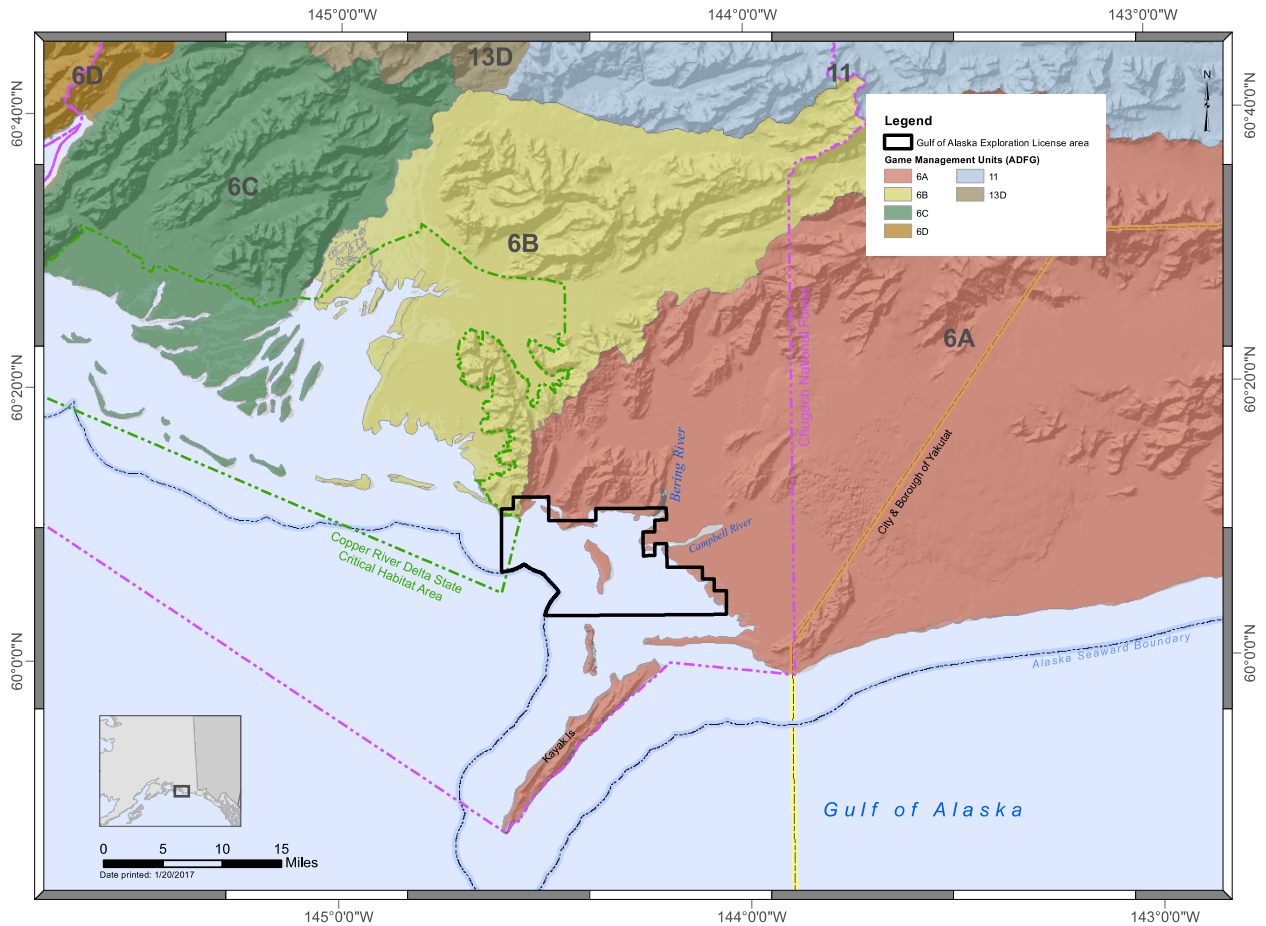 145°0'0"W
144°0'0"W
143°0'0"W
60°40'0"N
60°40'0"N
6D
13D
11
N
Legend
Gulf of Alaska Exploration License area
Game Management Units (ADFG)
6A
11
6B
13D
6C
6D
6C
6B
6A
Chugach National Forest
60°20'0"N
60°20'0"N
Bering River
Campbell River
City & Borough of Yakutat
Copper River Delta State
Critical Habitat Area
60°0'0"N
60°0'0"N
Alaska Seaward Boundary
Kayak Is
Gulf of Alaska
0 5 10 15
Miles
Date printed: 1/20/2017
145°0'0"W
144°0'0"W
143°0'0"W